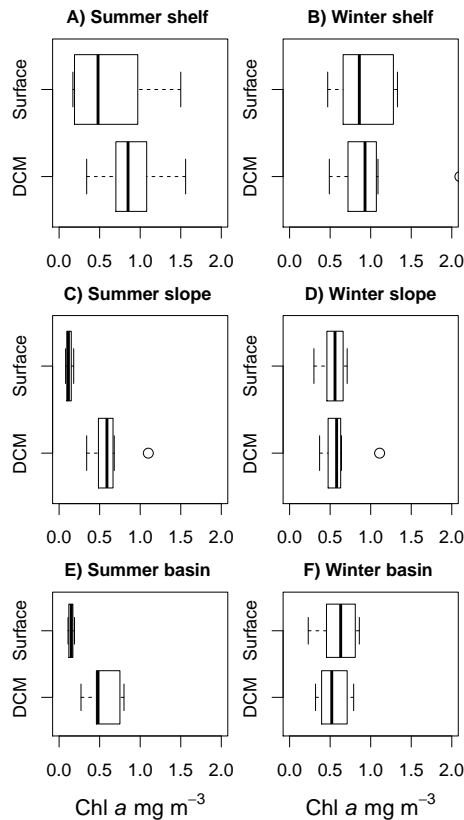 A) Summer shelf
Surface
DCM
0.0 0.5 1.0 1.5 2.0
B) Winter shelf
Surface
DCM
0.0 0.5 1.0 1.5 2.0
C) Summer slope
Surface
DCM
0.0 0.5 1.0 1.5 2.0
D) Winter slope
Surface
DCM
0.0 0.5 1.0 1.5 2.0
E) Summer basin
Surface
DCM
0.0 0.5 1.0 1.5 2.0
Chl a mg m⁻³
F) Winter basin
Surface
DCM
0.0 0.5 1.0 1.5 2.0
Chl a mg m⁻³